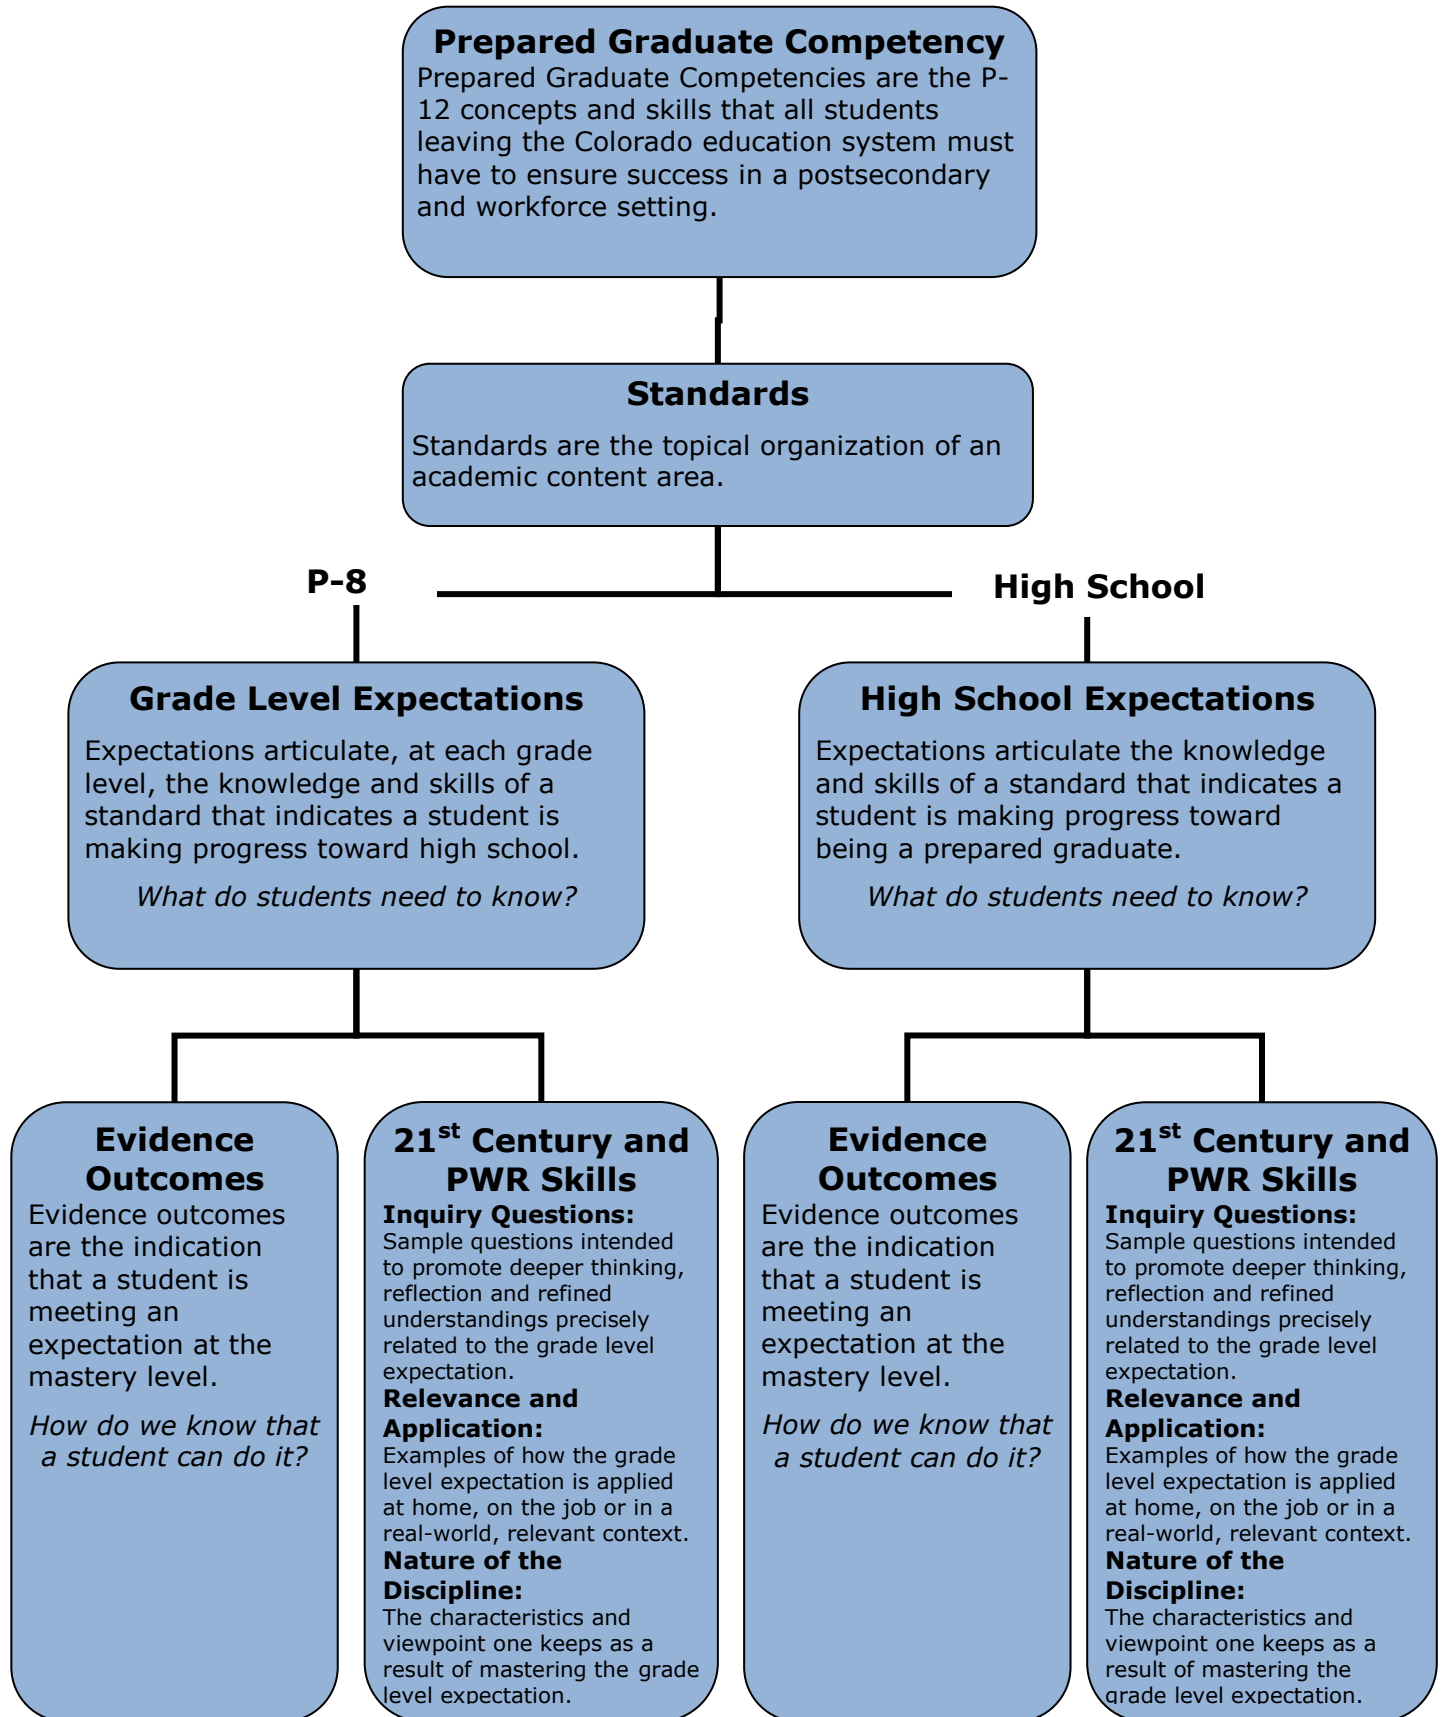 Prepared Graduate Competency
Prepared Graduate Competencies are the P-
12 concepts and skills that all students
leaving the Colorado education system must
have to ensure success in a postsecondary
and workforce setting.
Standards
Standards are the topical organization of an
academic content area.
P-8
High School
Grade Level Expectations
Expectations articulate, at each grade
level, the knowledge and skills of a
standard that indicates a student is
making progress toward high school.
What do students need to know?
High School Expectations
Expectations articulate the knowledge
and skills of a standard that indicates a
student is making progress toward
being a prepared graduate.
What do students need to know?
Evidence
Outcomes
Evidence outcomes
are the indication
that a student is
meeting an
expectation at the
mastery level.
How do we know that
a student can do it?
21st Century and
PWR Skills
Inquiry Questions:
Sample questions intended
to promote deeper thinking,
reflection and refined
understandings precisely
related to the grade level
expectation.
Relevance and
Application:
Examples of how the grade
level expectation is applied
at home, on the job or in a
real-world, relevant context.
Nature of the
Discipline:
The characteristics and
viewpoint one keeps as a
result of mastering the grade
level expectation.
Evidence
Outcomes
Evidence outcomes
are the indication
that a student is
meeting an
expectation at the
mastery level.
How do we know that
a student can do it?
21st Century and
PWR Skills
Inquiry Questions:
Sample questions intended
to promote deeper thinking,
reflection and refined
understandings precisely
related to the grade level
expectation.
Relevance and
Application:
Examples of how the grade
level expectation is applied
at home, on the job or in a
real-world, relevant context.
Nature of the
Discipline:
The characteristics and
viewpoint one keeps as a
result of mastering the
grade level expectation.